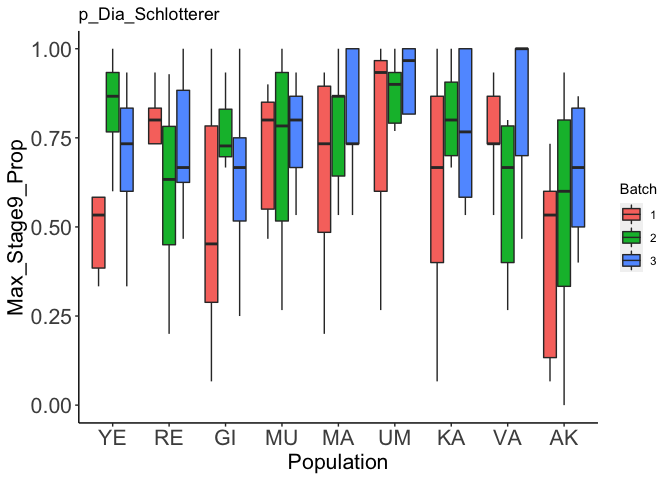 p_Dia_Schlotterer
1.00
0.75
0.50
0.25
0.00
Max_Stage9_Prop
YE RE GI MU MA UM KA VA AK
Population
Batch
1
2
3